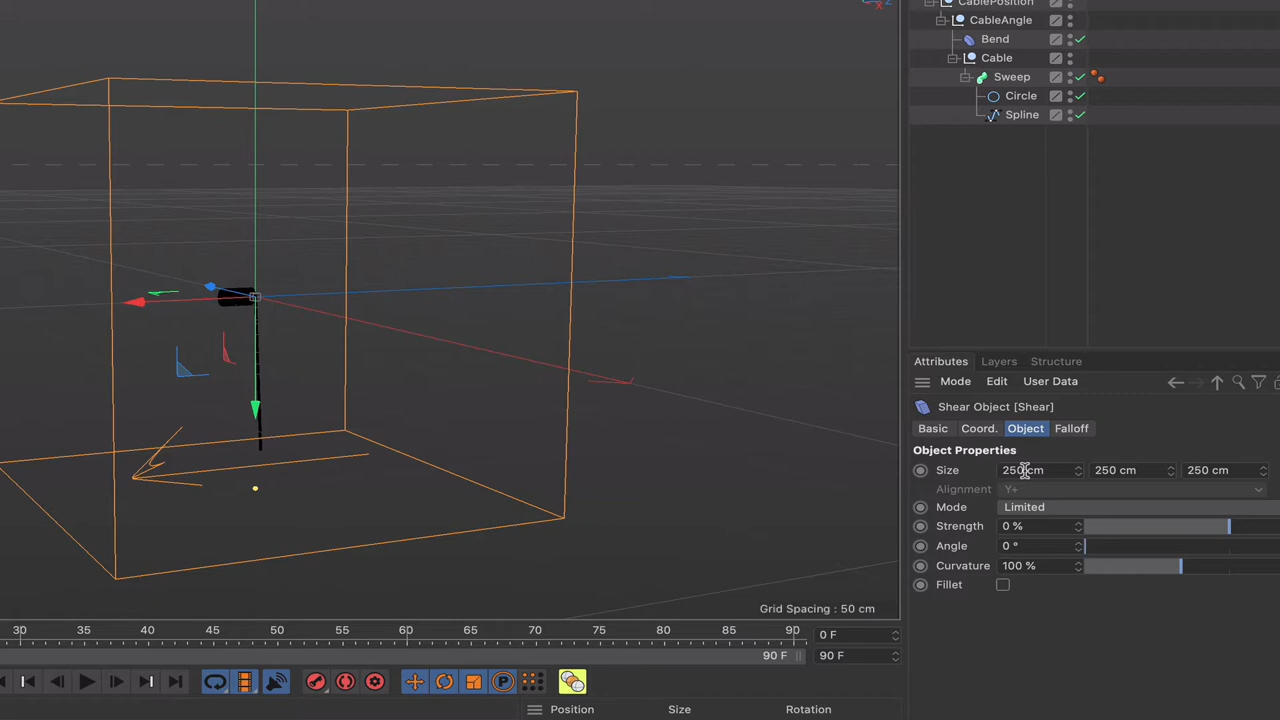 CablePosition
CableAngle
Bend
Cable
Sweep
Circle
Spline
Attributes Layers Structure
Mode Edit User Data
Shear Object [Shear]
Basic Coord. Object Falloff
Object Properties
Size 250 cm 250 cm 250 cm
Alignment Y+
Mode Limited
Strength 0 %
Angle 0 °
Curvature 100 %
Fillet
Grid Spacing : 50 cm
30 35 40 45 50 55 60 65 70 75 80 85 90 0 F
90 F 90 F
Position Size Rotation